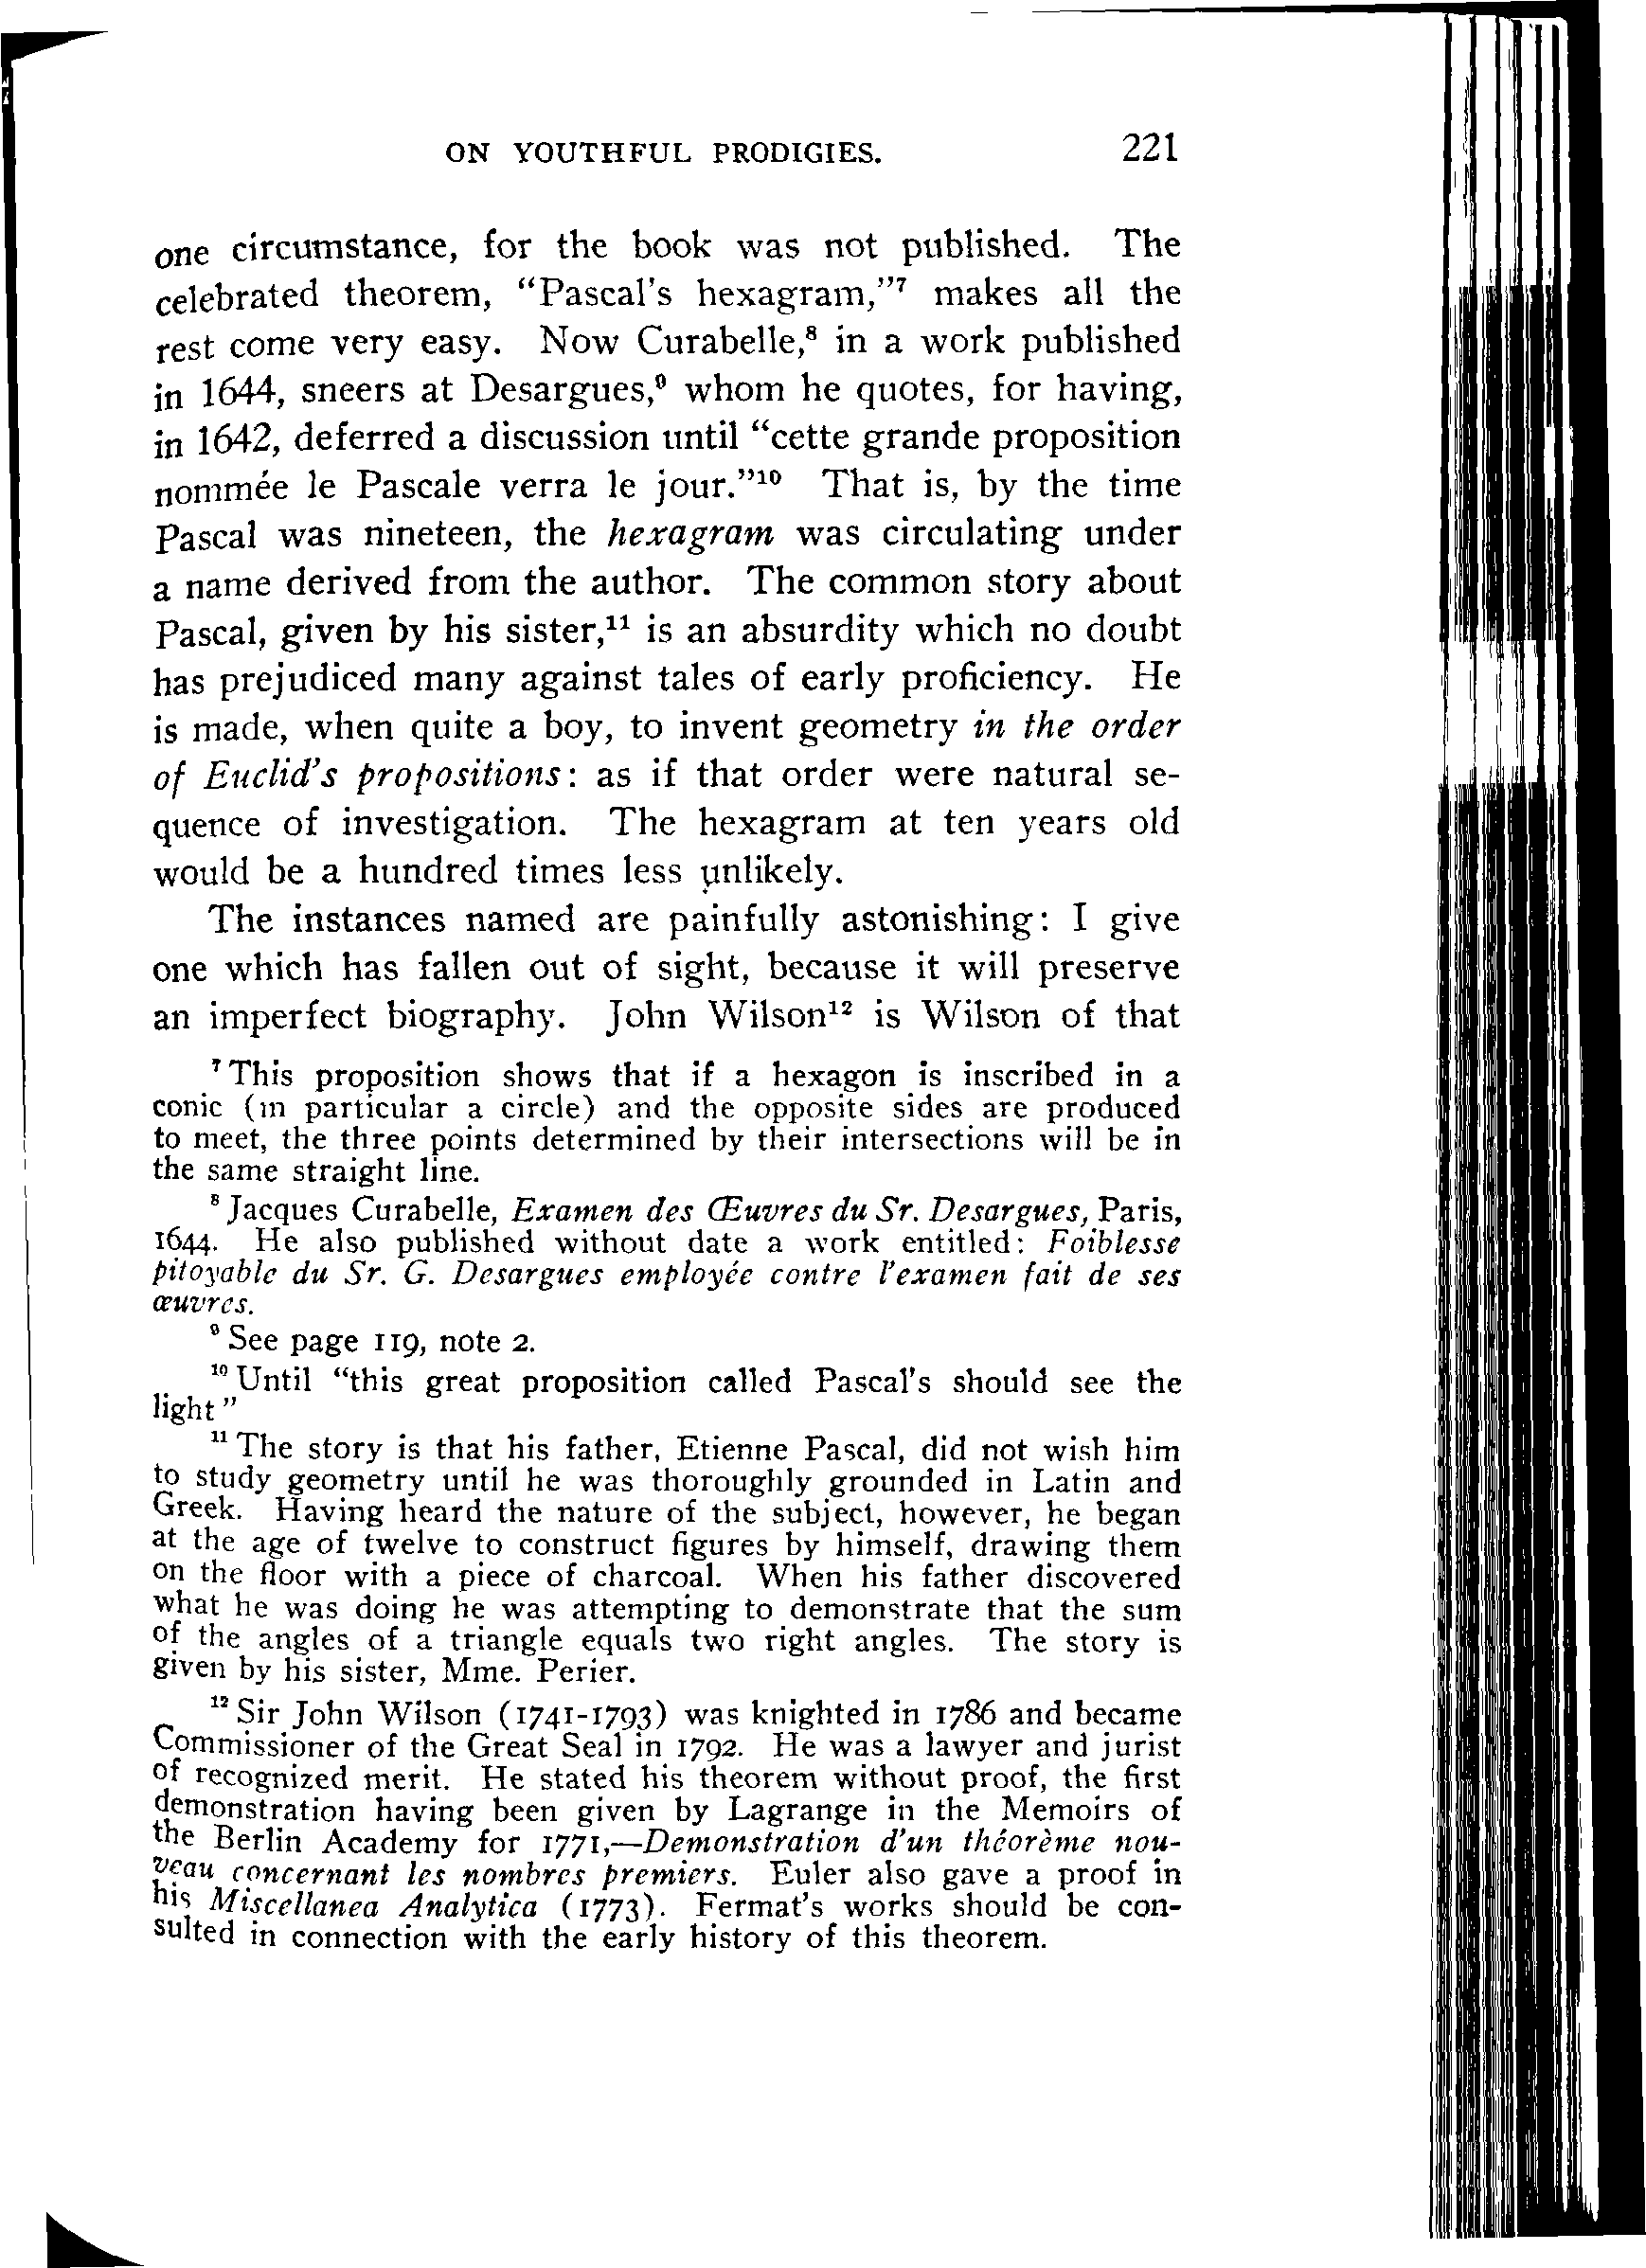 ON YOUTHFUL PRODIGIES. 221
one circumstance, for the book was not published. The
celebrated theorem, "Pascal's hexagram,"⁷ makes all the
rest come very easy. Now Curabelle,⁸ in a work published
in 1644, sneers at Desargues,⁹ whom he quotes, for having,
in 1642, deferred a discussion until "cette grande proposition
nommée le Pascale verra le jour."¹⁰ That is, by the time
Pascal was nineteen, the hexagram was circulating under
a name derived from the author. The common story about
Pascal, given by his sister,¹¹ is an absurdity which no doubt
has prejudiced many against tales of early proficiency. He
is made, when quite a boy, to invent geometry in the order
of Euclid's propositions: as if that order were natural se-
quence of investigation. The hexagram at ten years old
would be a hundred times less unlikely.
The instances named are painfully astonishing: I give
one which has fallen out of sight, because it will preserve
an imperfect biography. John Wilson¹² is Wilson of that
⁷ This proposition shows that if a hexagon is inscribed in a
conic (in particular a circle) and the opposite sides are produced
to meet, the three points determined by their intersections will be in
the same straight line.
⁸ Jacques Curabelle, Examen des Œuvres du Sr. Desargues, Paris,
1644. He also published without date a work entitled: Foiblesse
pitoyable du Sr. G. Desargues employée contre l'examen fait de ses
œuvres.
⁹ See page 119, note 2.
¹⁰ Until "this great proposition called Pascal's should see the
light"
¹¹ The story is that his father, Etienne Pascal, did not wish him
to study geometry until he was thoroughly grounded in Latin and
Greek. Having heard the nature of the subject, however, he began
at the age of twelve to construct figures by himself, drawing them
on the floor with a piece of charcoal. When his father discovered
what he was doing he was attempting to demonstrate that the sum
of the angles of a triangle equals two right angles. The story is
given by his sister, Mme. Perier.
¹² Sir John Wilson (1741-1793) was knighted in 1786 and became
Commissioner of the Great Seal in 1792. He was a lawyer and jurist
of recognized merit. He stated his theorem without proof, the first
demonstration having been given by Lagrange in the Memoirs of
the Berlin Academy for 1771,—Demonstration d'un théorème nou-
veau concernant les nombres premiers. Euler also gave a proof in
his Miscellanea Analytica (1773). Fermat's works should be con-
sulted in connection with the early history of this theorem.